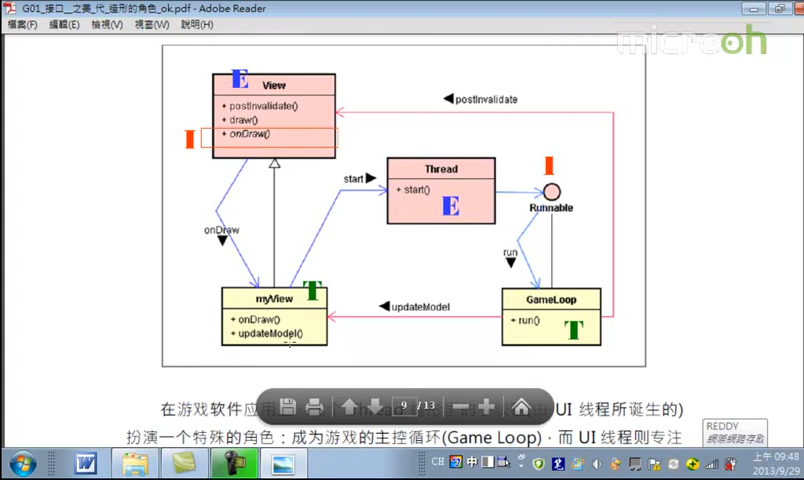 G01_接口__之美_代_造形的角色_ok.pdf - Adobe Reader
檔案(F) 編輯(E) 檢視(V) 視窗(W) 說明(H)
microoh
E View
+ postInvalidate()
+ draw()
I + onDraw()
postInvalidate
start
Thread
+ start()
E
I
Runnable
onDraw
run
myView T
+ onDraw()
+ updateModel()
updateModel
GameLoop
+ run()
T
在游戏软件应用 UI 线程所诞生的)
9 / 13
扮演一个特殊的角色：成为游戏的主控循环(Game Loop)，而 UI 线程则专注
REDDY
網際網路存取
CH 中
上午 09:48
2013/9/29